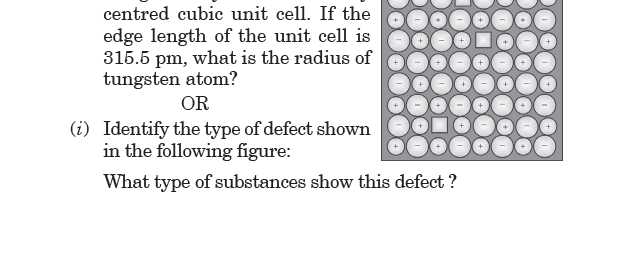 centred cubic unit cell. If the
edge length of the unit cell is
315.5 pm, what is the radius of
tungsten atom?
OR
(i) Identify the type of defect shown
in the following figure:
What type of substances show this defect ?